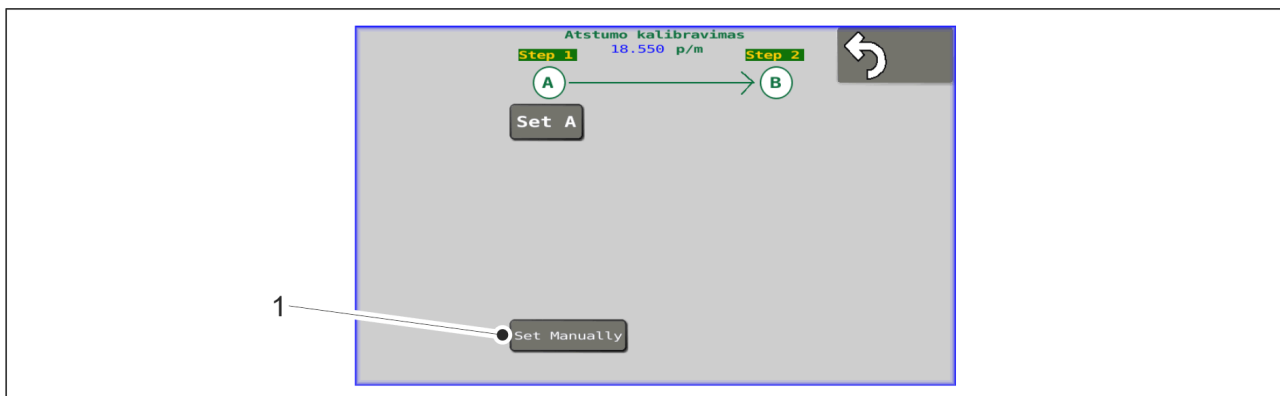 Atstumo kalibravimas
Step 1 18.550 p/m Step 2
A B
Set A
1
Set Manually